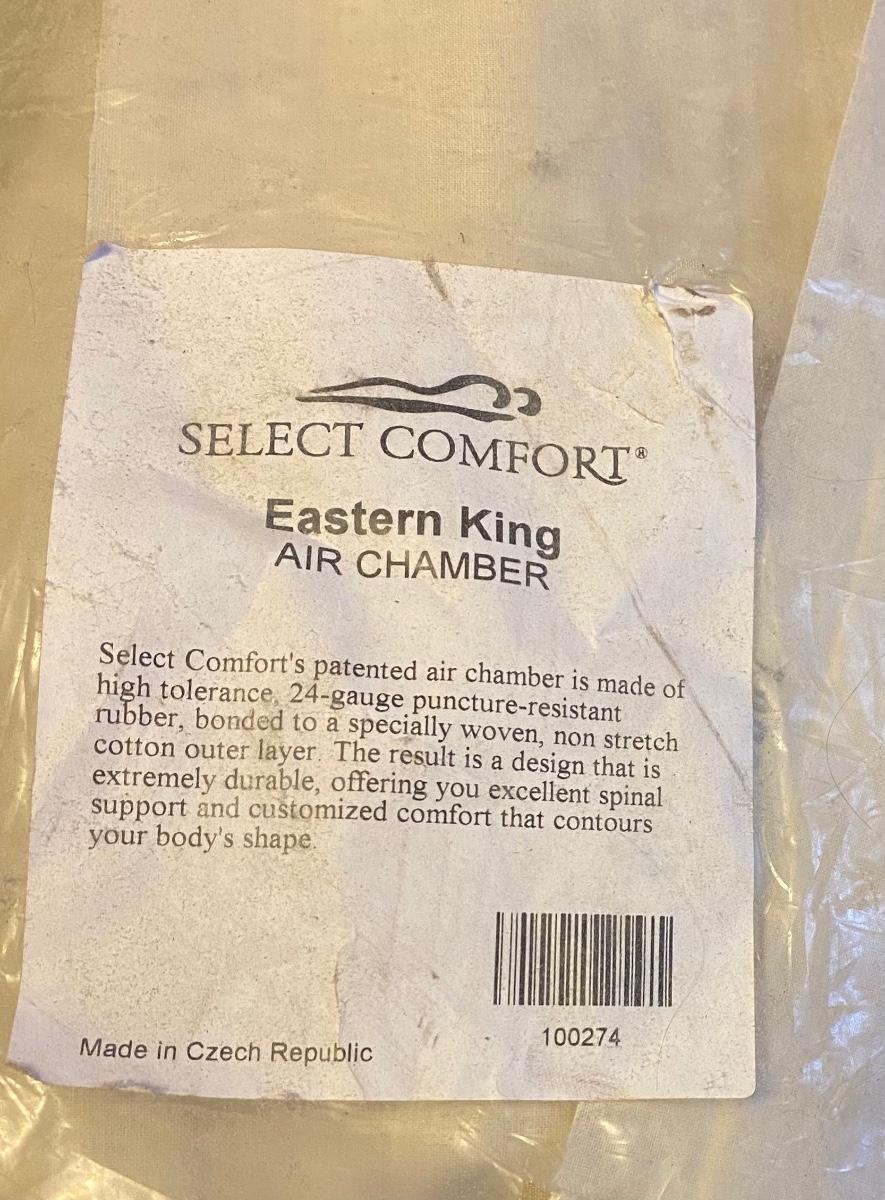 SELECT COMFORT®
Eastern King
AIR CHAMBER
Select Comfort's patented air chamber is made of
high tolerance, 24-gauge puncture-resistant
rubber, bonded to a specially woven, non stretch
cotton outer layer. The result is a design that is
extremely durable, offering you excellent spinal
support and customized comfort that contours
your body's shape.
100274
Made in Czech Republic